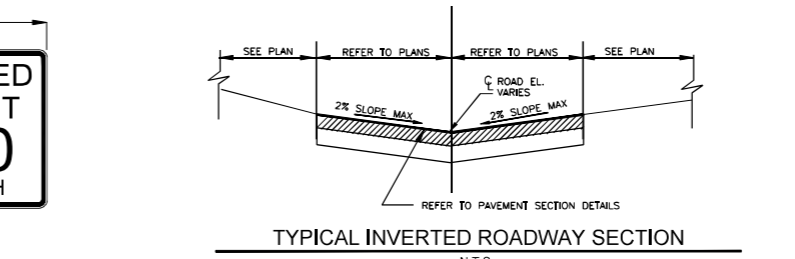 ED
T
0
H
SEE PLAN
REFER TO PLANS
REFER TO PLANS
SEE PLAN
℄ ROAD EL.
VARIES
2% SLOPE MAX
2% SLOPE MAX
REFER TO PAVEMENT SECTION DETAILS
TYPICAL INVERTED ROADWAY SECTION
N.T.S.